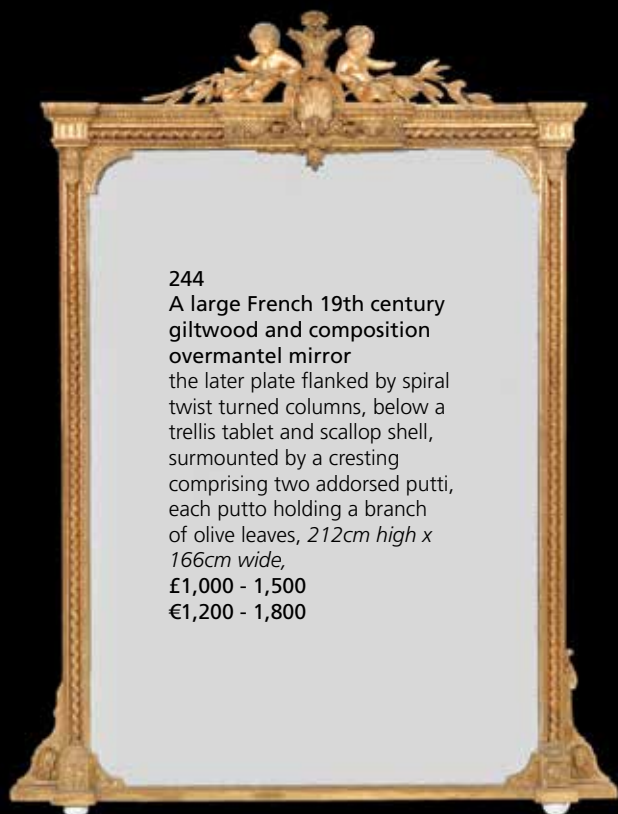 244
A large French 19th century
giltwood and composition
overmantel mirror
the later plate flanked by spiral
twist turned columns, below a
trellis tablet and scallop shell,
surmounted by a cresting
comprising two addorsed putti,
each putto holding a branch
of olive leaves, 212cm high x
166cm wide,
£1,000 - 1,500
€1,200 - 1,800